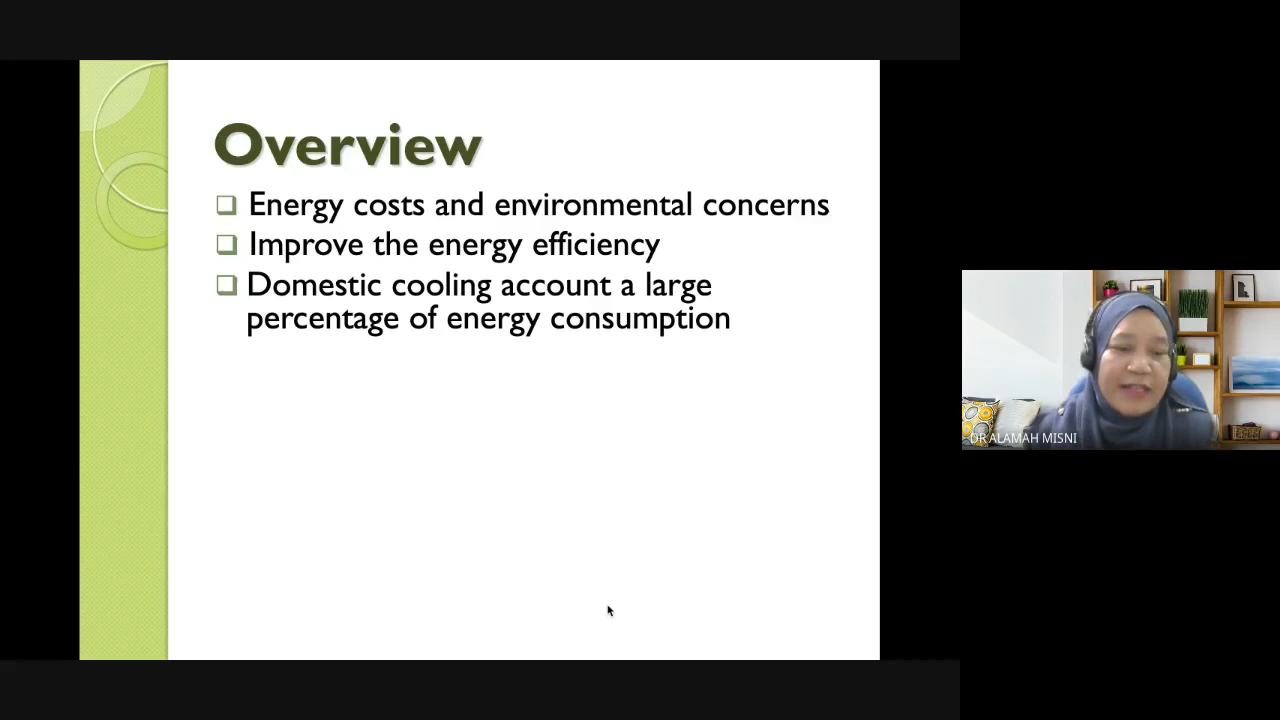 Overview
Energy costs and environmental concerns
Improve the energy efficiency
Domestic cooling account a large
percentage of energy consumption
DR ALAMAH MISNI